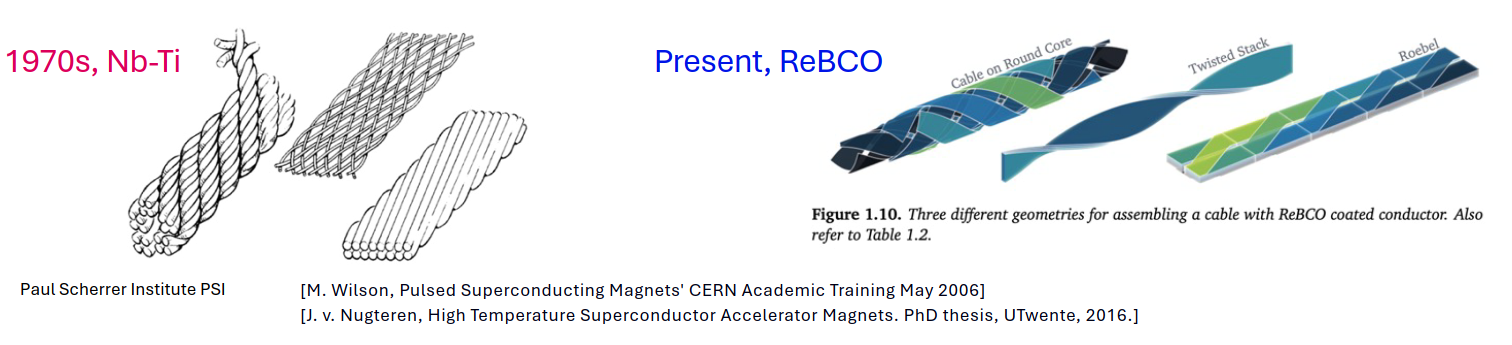 1970s, Nb-Ti
Present, ReBCO
Cable on Round Core
Twisted Stack
Roebel
Figure 1.10. Three different geometries for assembling a cable with ReBCO coated conductor. Also
refer to Table 1.2.
Paul Scherrer Institute PSI
[M. Wilson, Pulsed Superconducting Magnets' CERN Academic Training May 2006]
[J. v. Nugteren, High Temperature Superconductor Accelerator Magnets. PhD thesis, UTwente, 2016.]